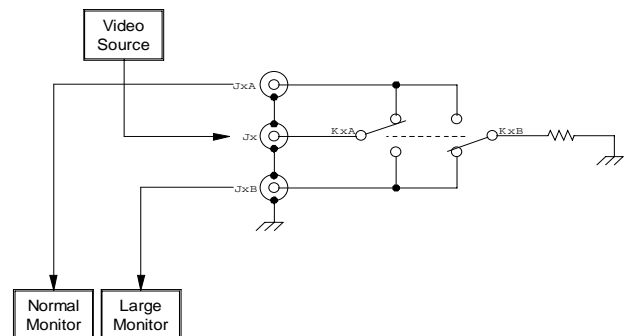 Video
Source
JxA
Jx
KxA
KxB
JxB
Normal
Monitor
Large
Monitor